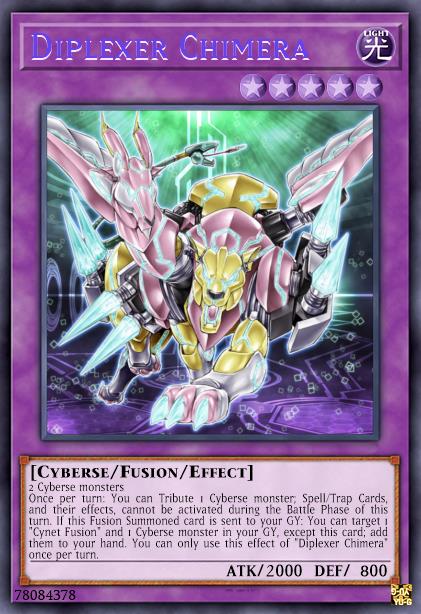 Diplexer Chimera
LIGHT
光
[Cyberse/Fusion/Effect]
2 Cyberse monsters
Once per turn: You can Tribute 1 Cyberse monster; Spell/Trap Cards,
and their effects, cannot be activated during the Battle Phase of this
turn. If this Fusion Summoned card is sent to your GY: You can target 1
"Cynet Fusion" and 1 Cyberse monster in your GY, except this card; add
them to your hand. You can only use this effect of "Diplexer Chimera"
once per turn.
ATK/2000 DEF/ 800
78084378